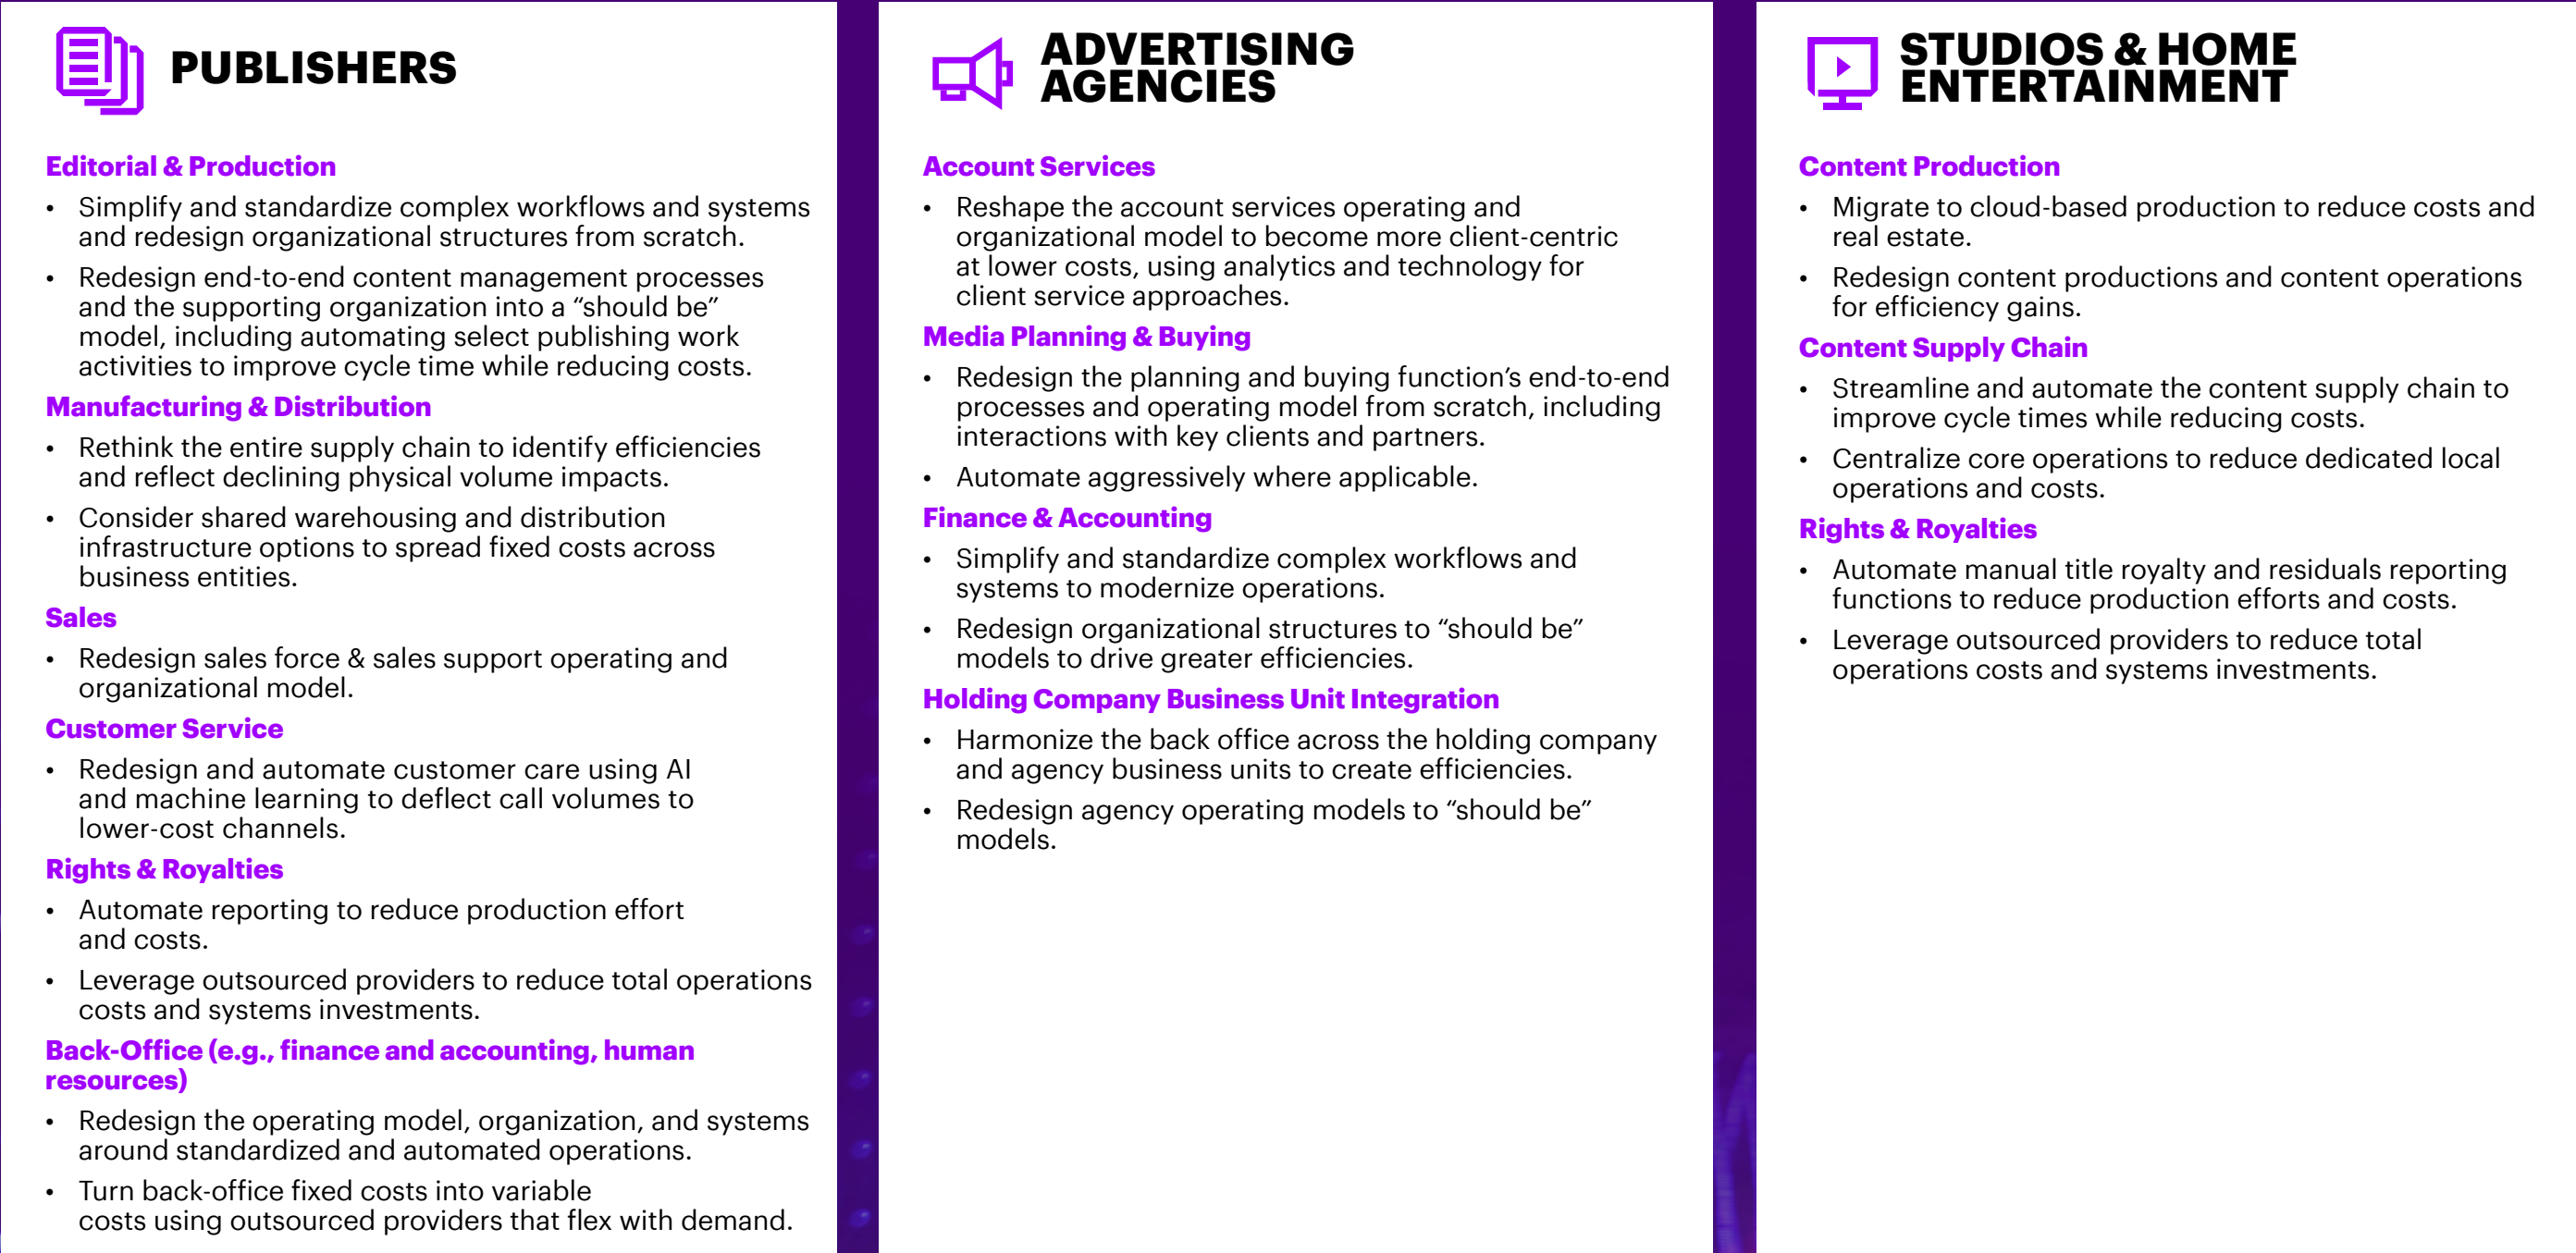 PUBLISHERS
Editorial & Production
• Simplify and standardize complex workflows and systems
and redesign organizational structures from scratch.
• Redesign end-to-end content management processes
and the supporting organization into a “should be”
model, including automating select publishing work
activities to improve cycle time while reducing costs.
Manufacturing & Distribution
• Rethink the entire supply chain to identify efficiencies
and reflect declining physical volume impacts.
• Consider shared warehousing and distribution
infrastructure options to spread fixed costs across
business entities.
Sales
• Redesign sales force & sales support operating and
organizational model.
Customer Service
• Redesign and automate customer care using AI
and machine learning to deflect call volumes to
lower-cost channels.
Rights & Royalties
• Automate reporting to reduce production effort
and costs.
• Leverage outsourced providers to reduce total operations
costs and systems investments.
Back-Office (e.g., finance and accounting, human
resources)
• Redesign the operating model, organization, and systems
around standardized and automated operations.
• Turn back-office fixed costs into variable
costs using outsourced providers that flex with demand.
ADVERTISING
AGENCIES
Account Services
• Reshape the account services operating and
organizational model to become more client-centric
at lower costs, using analytics and technology for
client service approaches.
Media Planning & Buying
• Redesign the planning and buying function’s end-to-end
processes and operating model from scratch, including
interactions with key clients and partners.
• Automate aggressively where applicable.
Finance & Accounting
• Simplify and standardize complex workflows and
systems to modernize operations.
• Redesign organizational structures to “should be”
models to drive greater efficiencies.
Holding Company Business Unit Integration
• Harmonize the back office across the holding company
and agency business units to create efficiencies.
• Redesign agency operating models to “should be”
models.
STUDIOS & HOME
ENTERTAINMENT
Content Production
• Migrate to cloud-based production to reduce costs and
real estate.
• Redesign content productions and content operations
for efficiency gains.
Content Supply Chain
• Streamline and automate the content supply chain to
improve cycle times while reducing costs.
• Centralize core operations to reduce dedicated local
operations and costs.
Rights & Royalties
• Automate manual title royalty and residuals reporting
functions to reduce production efforts and costs.
• Leverage outsourced providers to reduce total
operations costs and systems investments.